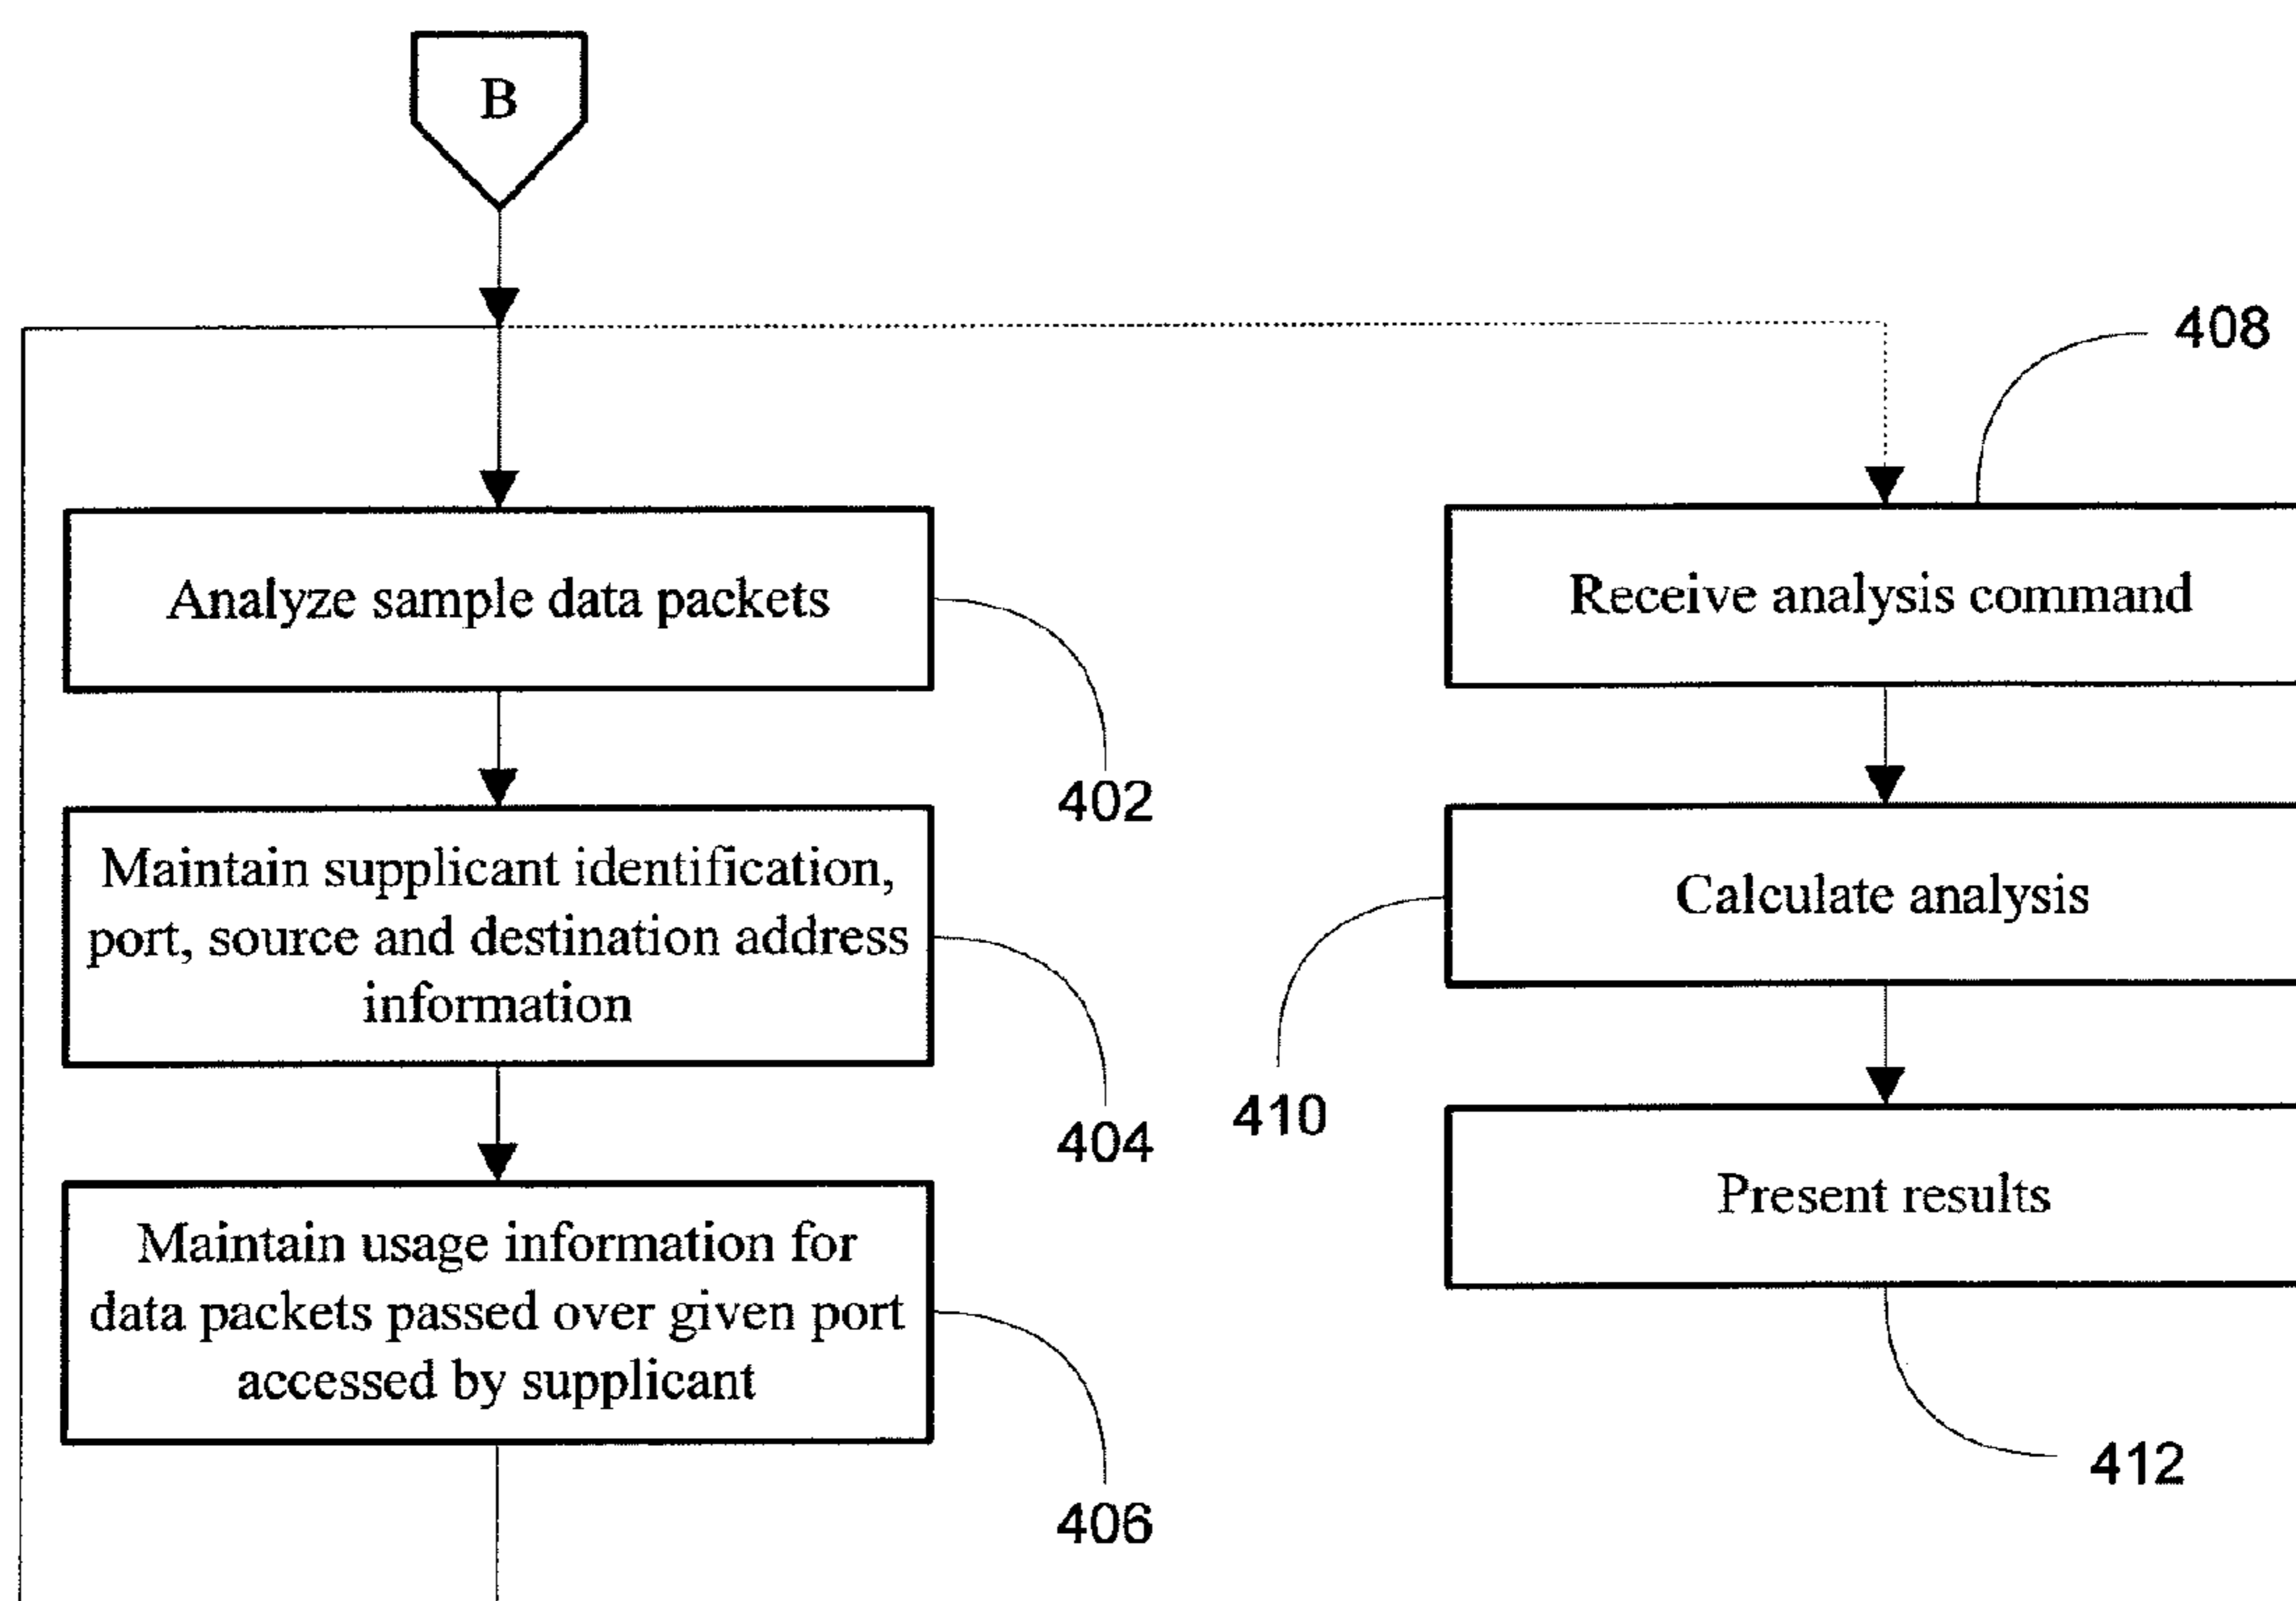 B
408
Analyze sample data packets
Receive analysis command
402
Maintain supplicant identification,
port, source and destination address
information
Calculate analysis
404
410
Maintain usage information for
data packets passed over given port
accessed by supplicant
Present results
406
412